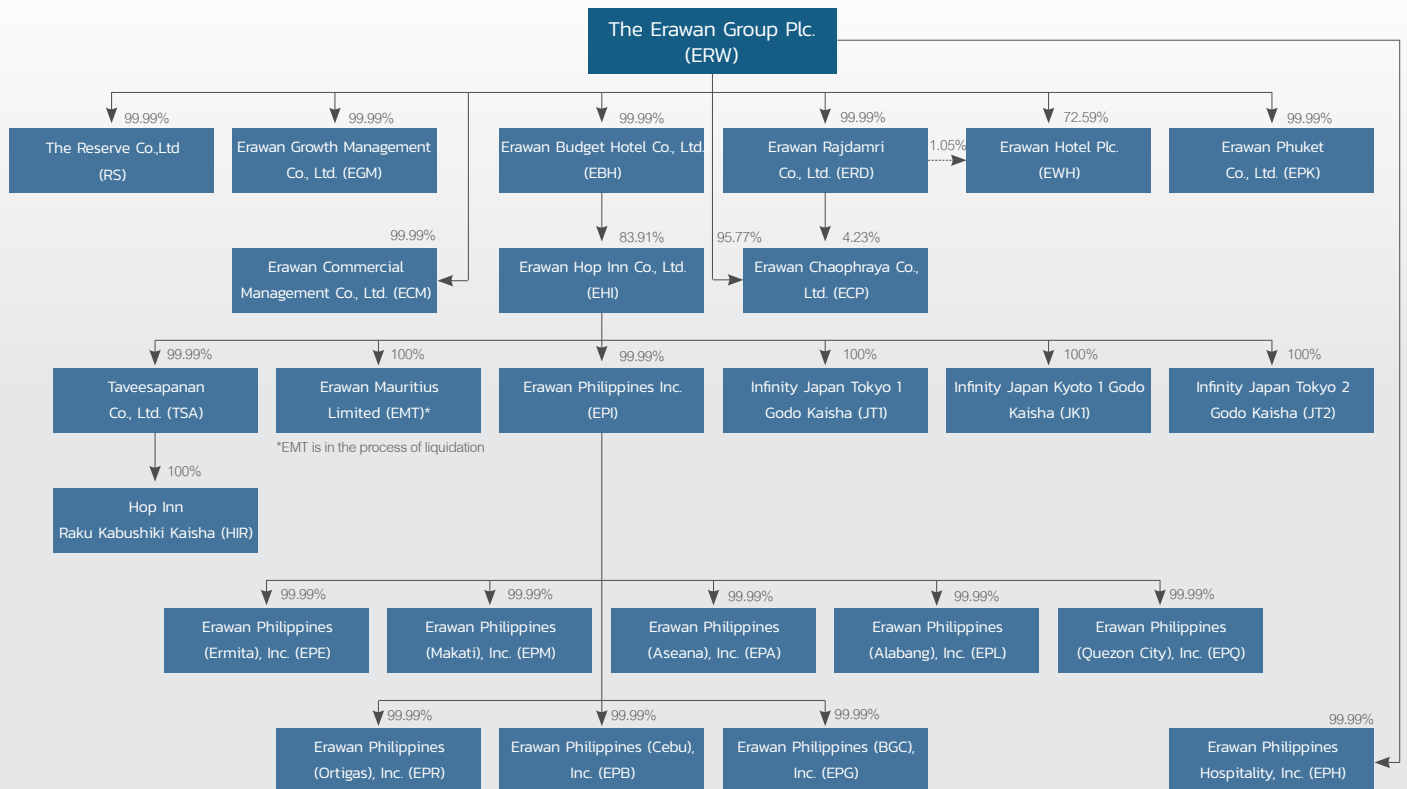 The Erawan Group Plc.
(ERW)
99.99%
99.99%
99.99%
99.99%
72.59%
99.99%
The Reserve Co.,Ltd
(RS)
Erawan Growth Management
Co., Ltd. (EGM)
Erawan Budget Hotel Co., Ltd.
(EBH)
Erawan Rajdamri
Co., Ltd. (ERD)
1.05%
Erawan Hotel Plc.
(EWH)
Erawan Phuket
Co., Ltd. (EPK)
99.99%
83.91%
95.77%
4.23%
Erawan Commercial
Management Co., Ltd. (ECM)
Erawan Hop Inn Co., Ltd.
(EHI)
Erawan Chaophraya Co.,
Ltd. (ECP)
99.99%
100%
99.99%
100%
100%
100%
Taveesapanan
Co., Ltd. (TSA)
Erawan Mauritius
Limited (EMT)*
Erawan Philippines Inc.
(EPI)
Infinity Japan Tokyo 1
Godo Kaisha (JT1)
Infinity Japan Kyoto 1 Godo
Kaisha (JK1)
Infinity Japan Tokyo 2
Godo Kaisha (JT2)
*EMT is in the process of liquidation
100%
Hop Inn
Raku Kabushiki Kaisha (HIR)
99.99%
99.99%
99.99%
99.99%
99.99%
Erawan Philippines
(Ermita), Inc. (EPE)
Erawan Philippines
(Makati), Inc. (EPM)
Erawan Philippines
(Aseana), Inc. (EPA)
Erawan Philippines
(Alabang), Inc. (EPL)
Erawan Philippines
(Quezon City), Inc. (EPQ)
99.99%
99.99%
99.99%
99.99%
Erawan Philippines
(Ortigas), Inc. (EPR)
Erawan Philippines (Cebu),
Inc. (EPB)
Erawan Philippines (BGC),
Inc. (EPG)
Erawan Philippines
Hospitality, Inc. (EPH)